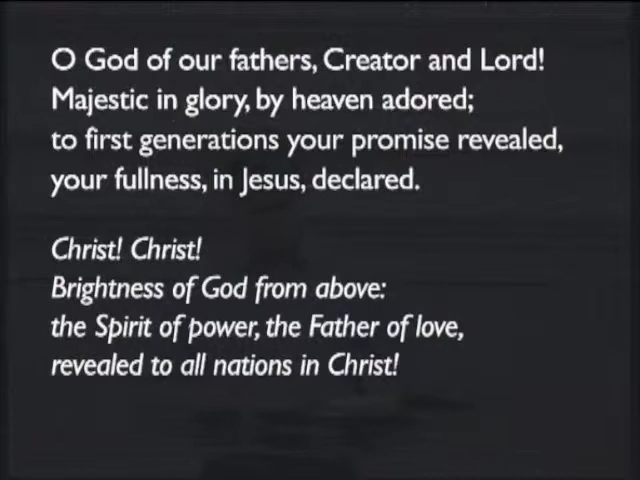 O God of our fathers, Creator and Lord!
Majestic in glory, by heaven adored;
to first generations your promise revealed,
your fullness, in Jesus, declared.
Christ! Christ!
Brightness of God from above:
the Spirit of power, the Father of love,
revealed to all nations in Christ!